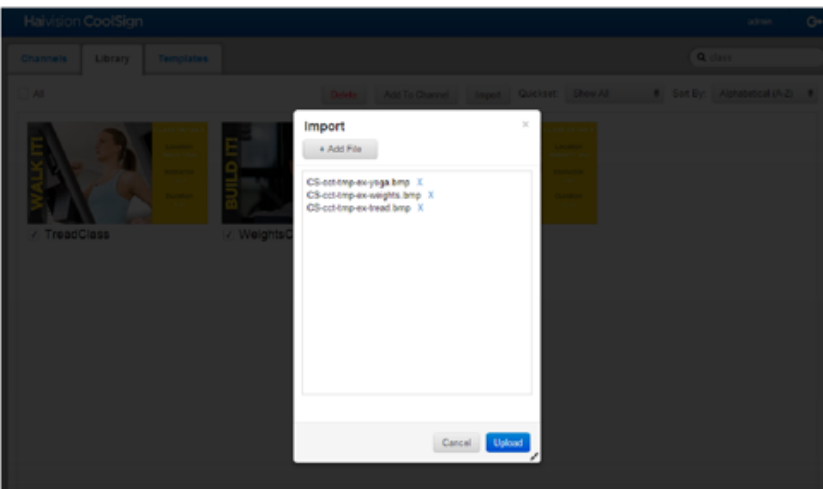 Haivision CoolSign
admin
Channels
Library
Templates
class
All
Delete
Add To Channel
Import
Quickset:
Show All
Sort By:
Alphabetical (A-Z)
Import
x
+ Add File
CS-cct-tmp-ex-yoga.bmp X
CS-cct-tmp-ex-weights.bmp X
CS-cct-tmp-ex-tread.bmp X
WALK IT!
BUILD IT!
TreadClass
WeightsC
Cancel
Upload